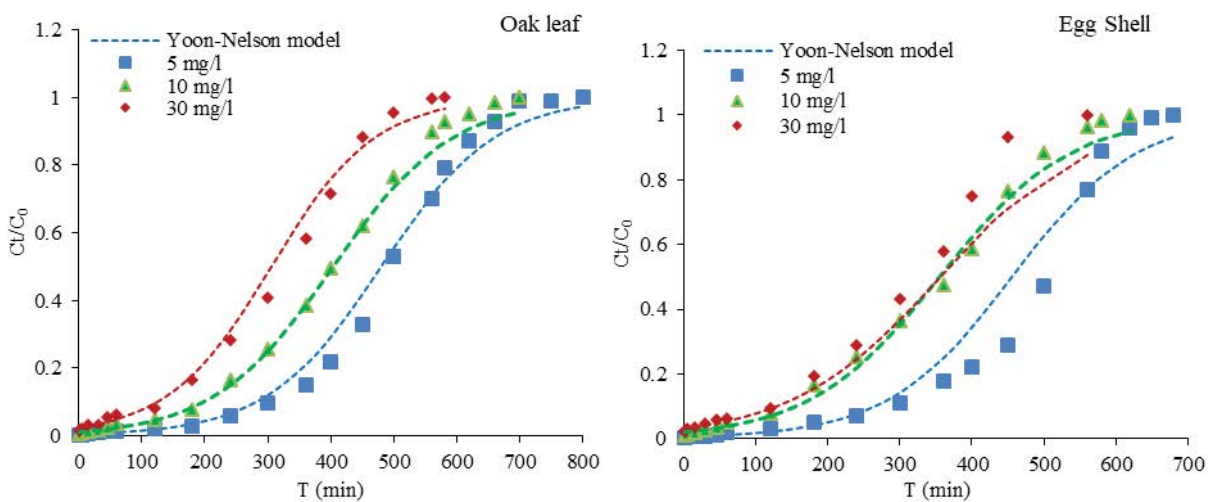 Oak leaf
1.2
Yoon-Nelson model
5 mg/l
10 mg/l
30 mg/l
1
0.8
0.6
0.4
0.2
0
Ct/C0
0 100 200 300 400 500 600 700 800
T (min)
Egg Shell
1.2
Yoon-Nelson model
5 mg/l
10 mg/l
30 mg/l
1
0.8
0.6
0.4
0.2
0
Ct/C0
0 100 200 300 400 500 600 700
T (min)